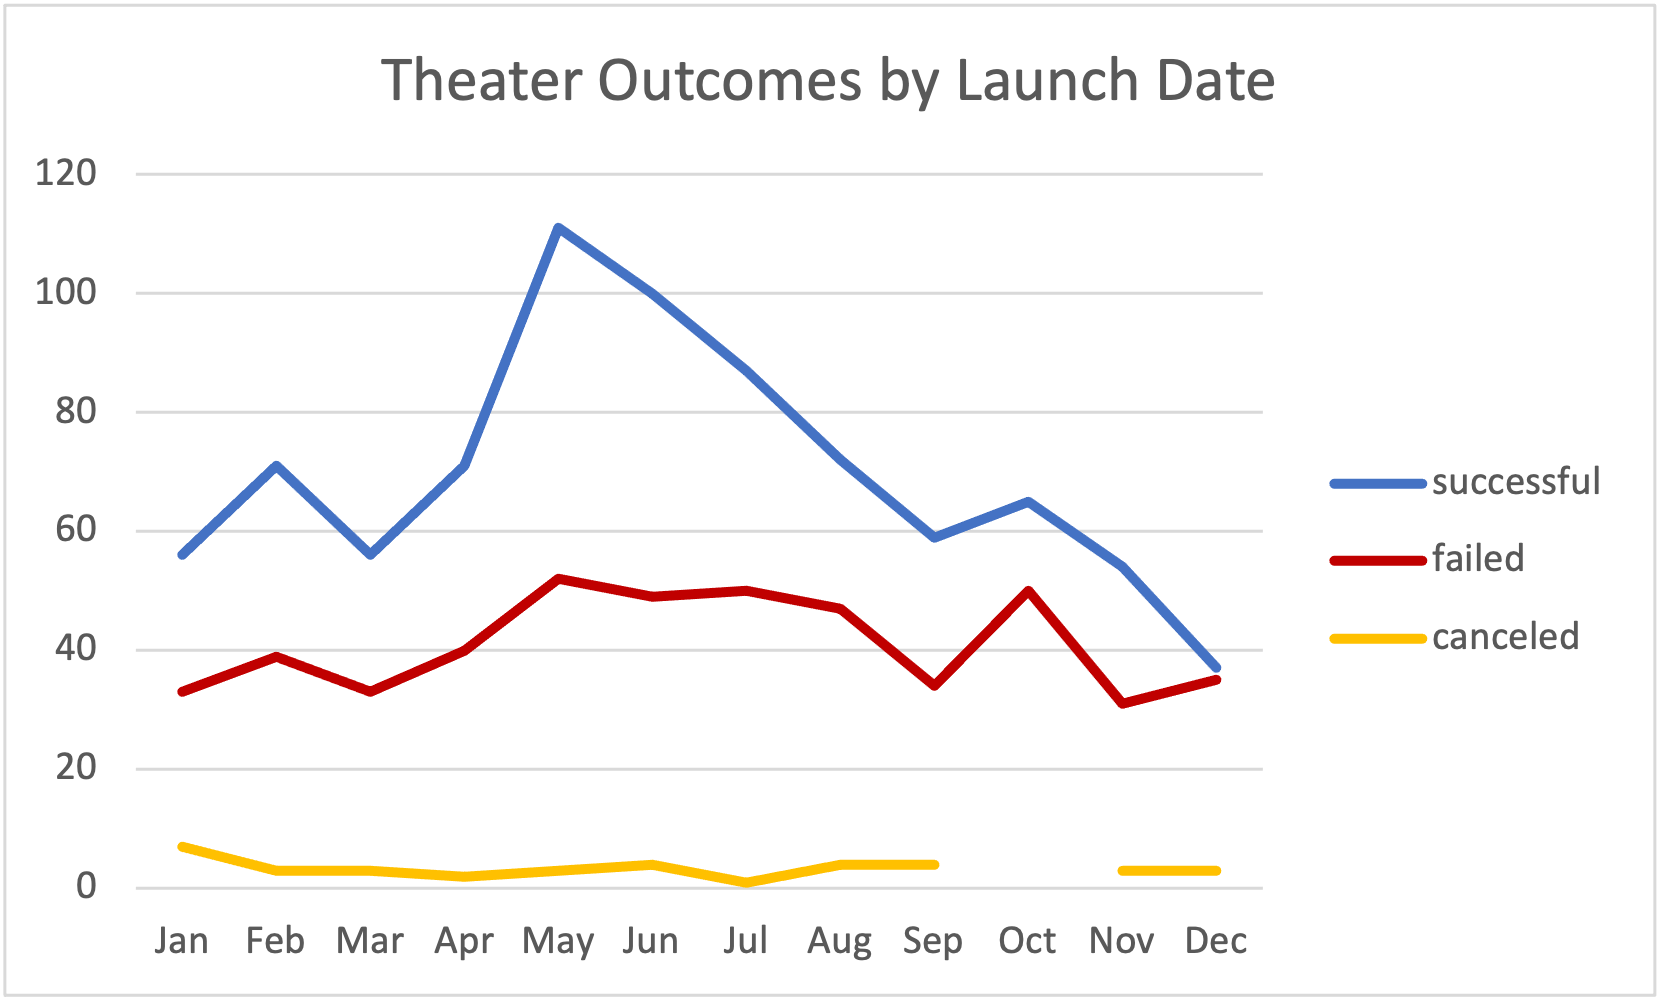 Theater Outcomes by Launch Date
120
100
80
60
40
20
0
Jan Feb Mar Apr May Jun Jul Aug Sep Oct Nov Dec
successful
failed
canceled